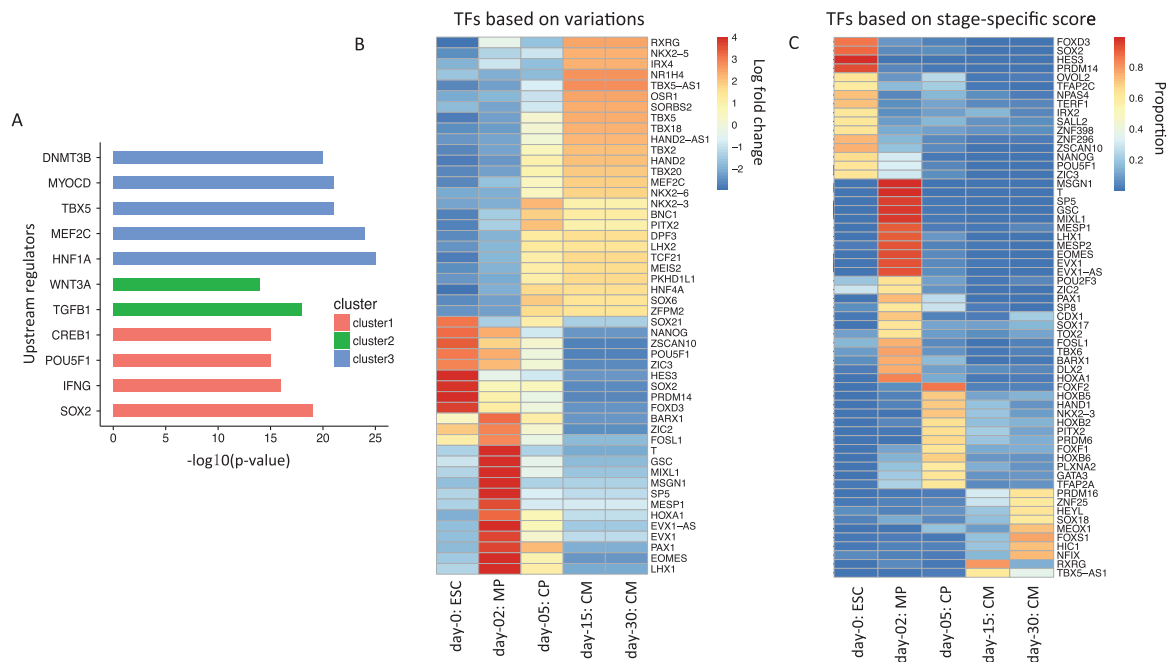 A
DNMT3B
MYOCD
TBX5
MEF2C
HNF1A
WNT3A
TGFB1
CREB1
POU5F1
IFNG
SOX2
Upstream regulators
0
5
10
15
20
25
-log10(p-value)
cluster
cluster1
cluster2
cluster3
B
TFs based on variations
RXRG
NKX2-5
IRX4
NR1H4
TBX5-AS1
OSR1
SORBS2
TBX5
TBX18
HAND2-AS1
TBX2
HAND2
TBX20
MEF2C
NKX2-6
NKX2-3
BNC1
PITX2
DPF3
LHX2
TCF21
MEIS2
PKHD1L1
HNF4A
SOX6
ZFPM2
SOX21
NANOG
ZSCAN10
POU5F1
ZIC3
HES3
SOX2
PRDM14
FOXD3
BARX1
ZIC2
FOSL1
T
GSC
MIXL1
MSGN1
SP5
MESP1
HOXA1
EVX1-AS
EVX1
PAX1
EOMES
LHX1
day-0: ESC
day-02: MP
day-05: CP
day-15: CM
day-30: CM
4
3
2
1
0
−1
−2
Log fold change
C
TFs based on stage-specific score
FOXD3
SOX2
HES3
PRDM14
OVOL2
TFAP2C
NPAS4
TERF1
IRX2
SALL2
ZNF398
ZNF296
ZSCAN10
NANOG
POU5F1
ZIC3
MSGN1
T
SP5
GSC
MIXL1
MESP1
LHX1
MESP2
EOMES
EVX1
EVX1-AS
POU2F3
ZIC2
PAX1
SP8
CDX1
SOX17
TOX2
FOSL1
TBX6
BARX1
DLX2
HOXA1
FOXF2
HOXB5
HAND1
NKX2-3
HOXB2
PITX2
PRDM6
FOXF1
HOXB6
PLXNA2
GATA3
TFAP2A
PRDM16
ZNF25
HEYL
SOX18
MEOX1
FOXS1
HIC1
NFIX
RXRG
TBX5-AS1
day-0: ESC
day-02: MP
day-05: CP
day-15: CM
day-30: CM
0.8
0.6
0.4
0.2
Proportion